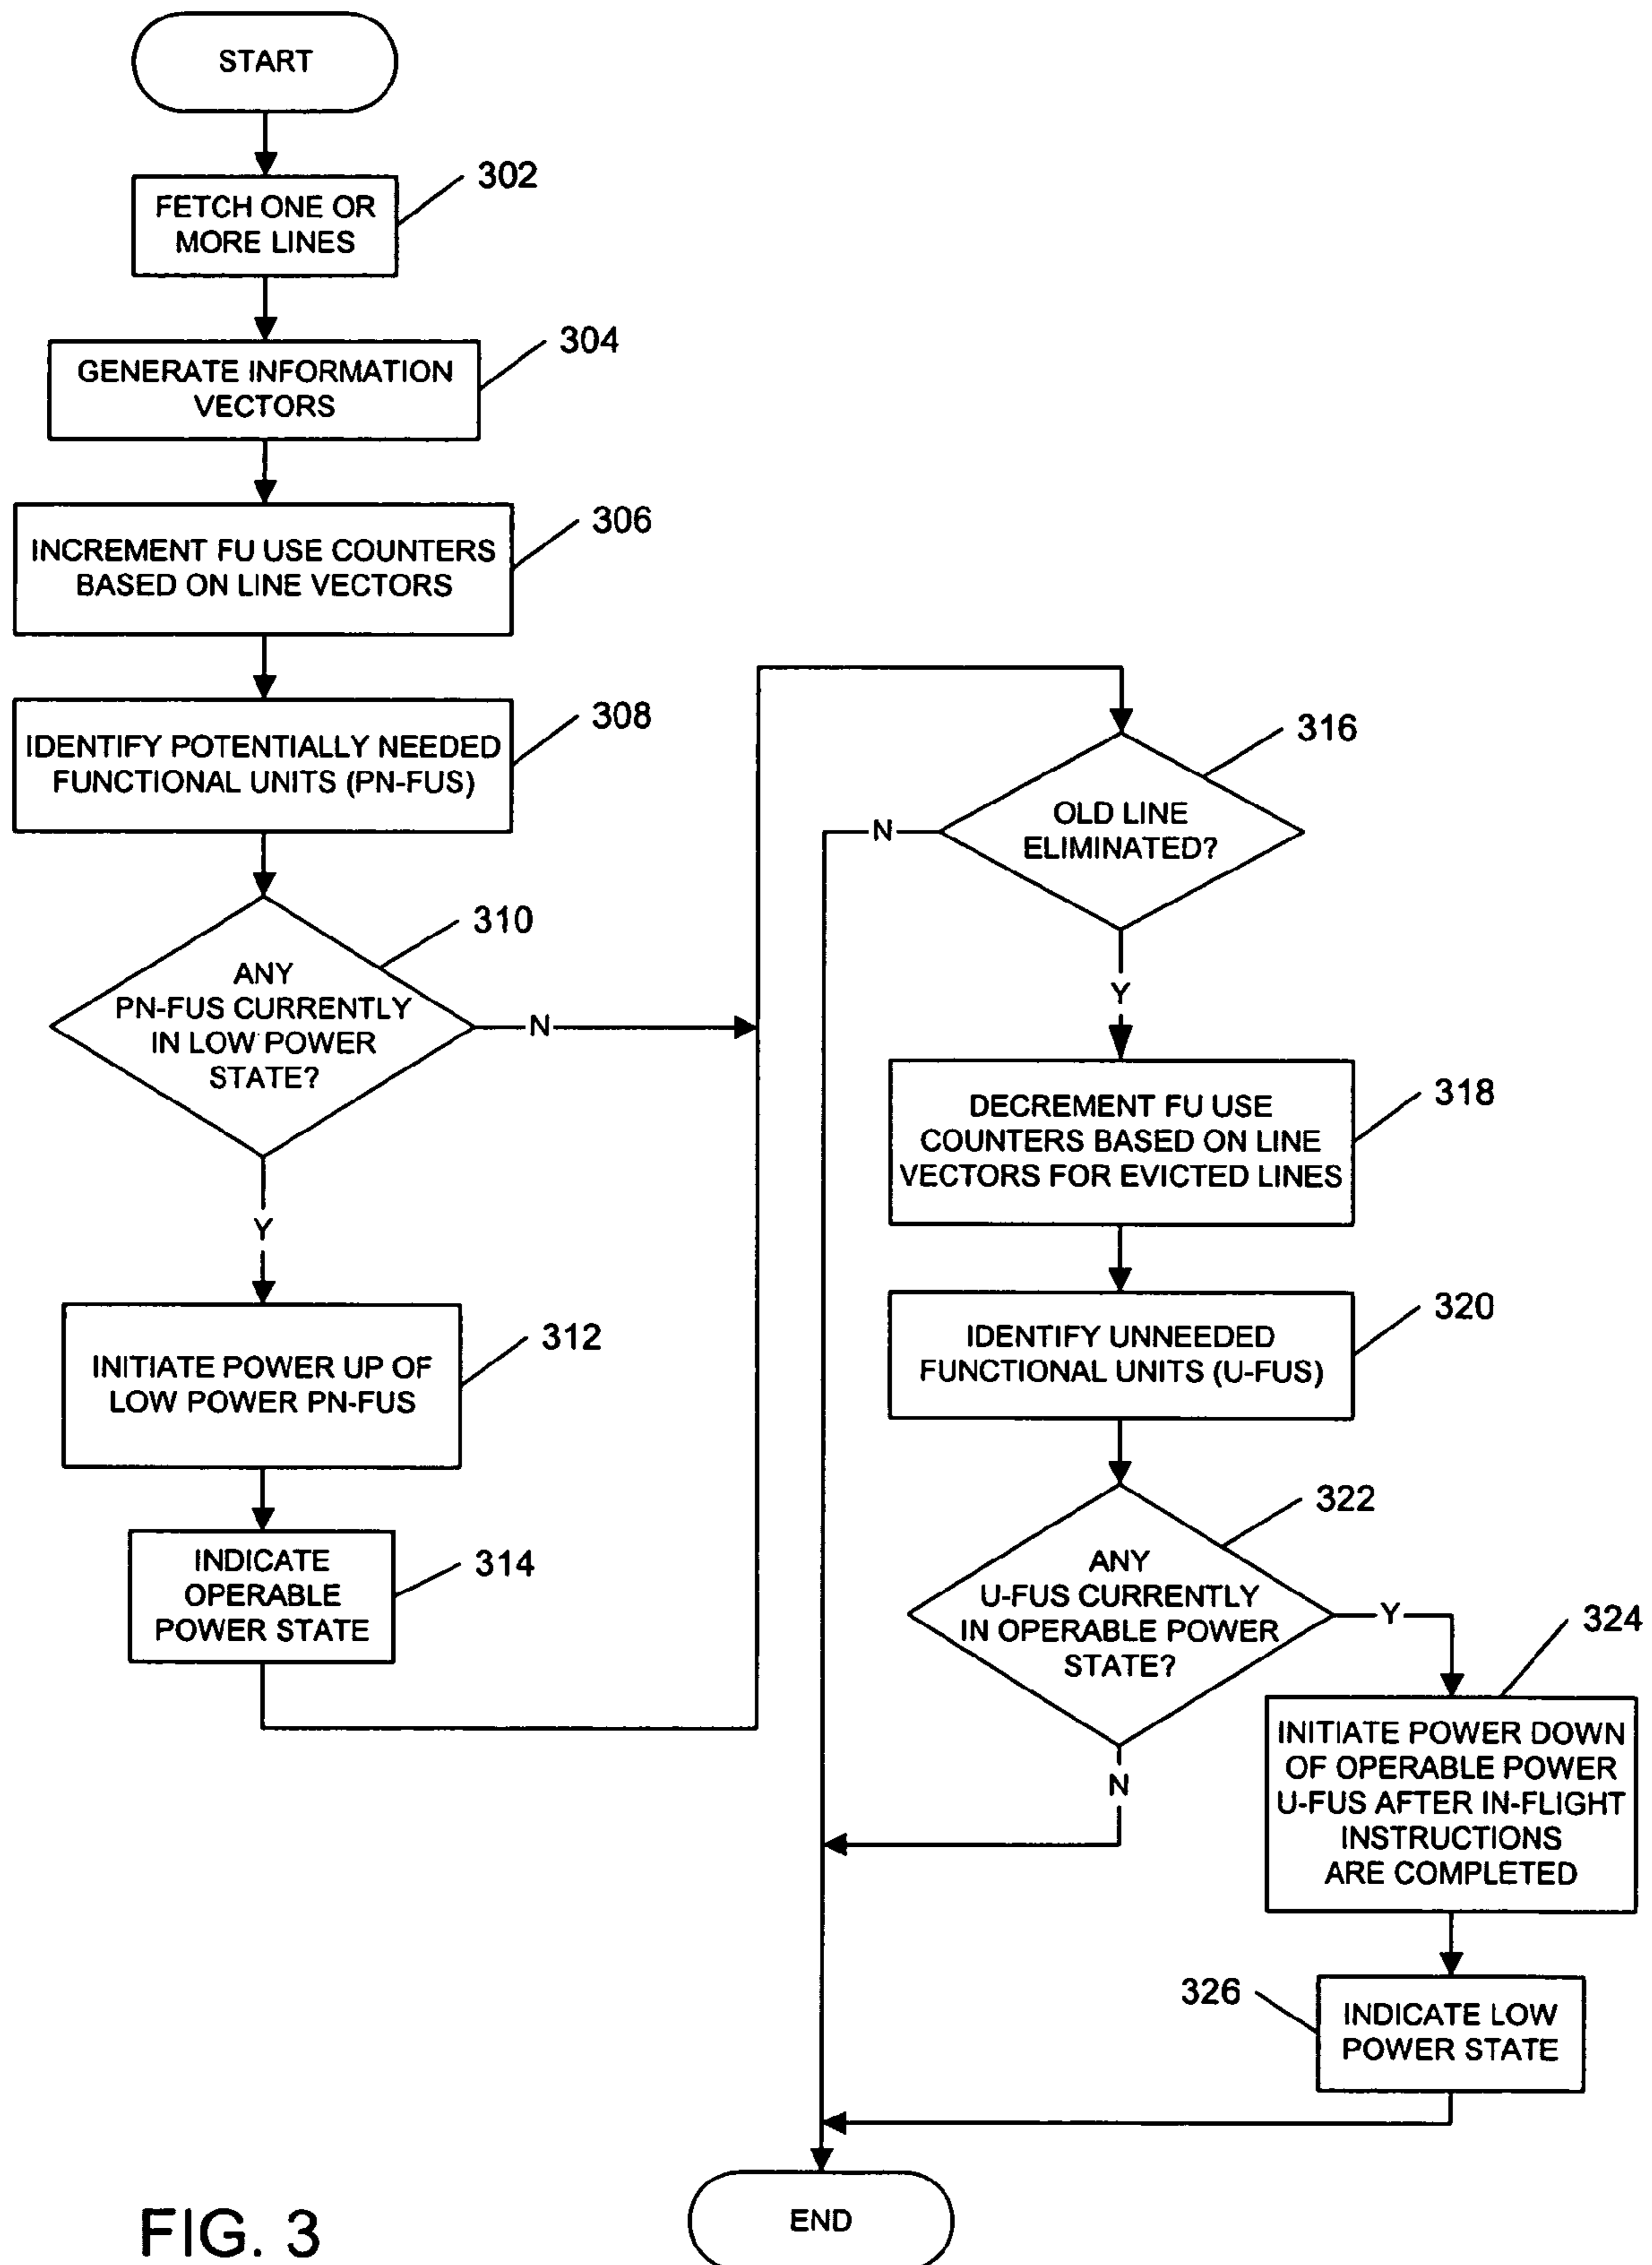 START
302
FETCH ONE OR
MORE LINES
304
GENERATE INFORMATION
VECTORS
306
INCREMENT FU USE COUNTERS
BASED ON LINE VECTORS
308
IDENTIFY POTENTIALLY NEEDED
FUNCTIONAL UNITS (PN-FUS)
310
ANY
PN-FUS CURRENTLY
IN LOW POWER
STATE?
N
Y
312
INITIATE POWER UP OF
LOW POWER PN-FUS
314
INDICATE
OPERABLE
POWER STATE
316
OLD LINE
ELIMINATED?
N
Y
318
DECREMENT FU USE
COUNTERS BASED ON LINE
VECTORS FOR EVICTED LINES
320
IDENTIFY UNNEEDED
FUNCTIONAL UNITS (U-FUS)
322
ANY
U-FUS CURRENTLY
IN OPERABLE POWER
STATE?
Y
N
324
INITIATE POWER DOWN
OF OPERABLE POWER
U-FUS AFTER IN-FLIGHT
INSTRUCTIONS
ARE COMPLETED
326
INDICATE LOW
POWER STATE
END
FIG. 3